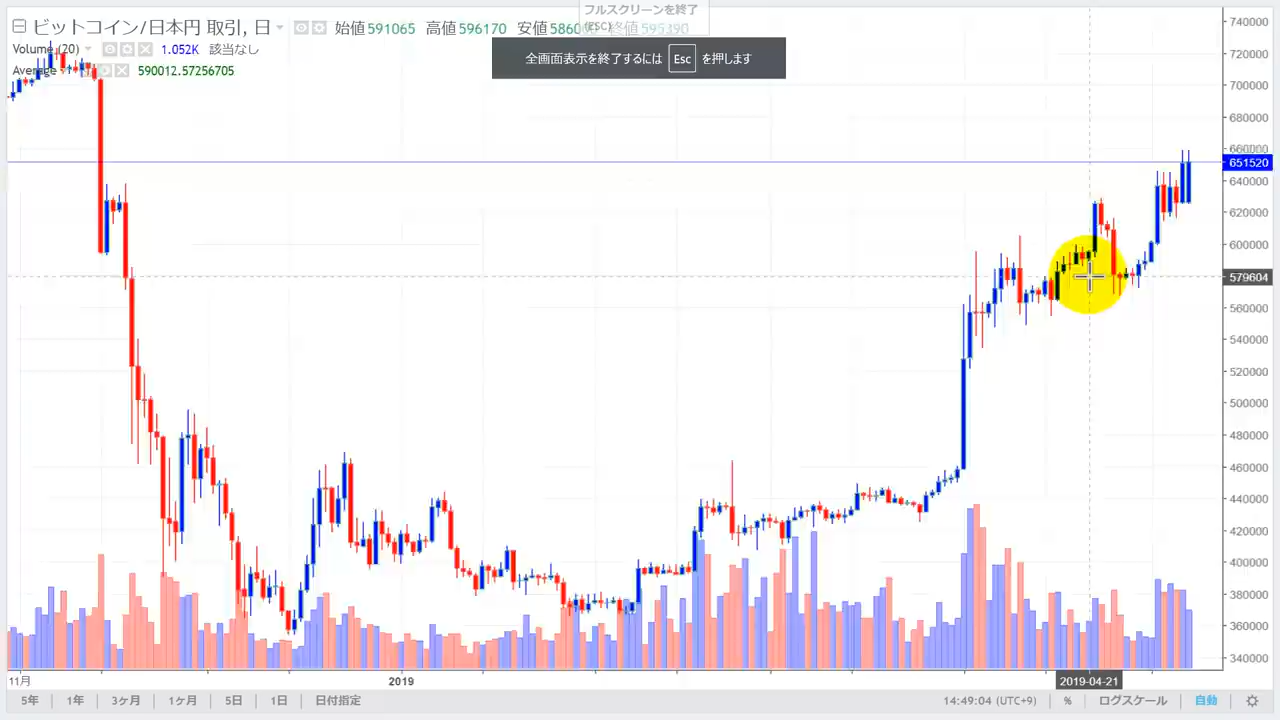 フルスクリーンを終了
(ESC)
ビットコイン/日本円 取引, 日 始値591065 高値596170 安値5860 終値595390
全画面表示を終了するには Esc を押します
Volume (20) 1.052K 該当なし
Average 590012.57256705
740000
720000
700000
680000
660000
651520
640000
620000
600000
579604
560000
540000
520000
500000
480000
460000
440000
420000
400000
380000
360000
340000
11月 2019 2019-04-21
5年 1年 3ヶ月 1ヶ月 5日 1日 日付指定 14:49:04 (UTC+9) % ログスケール 自動